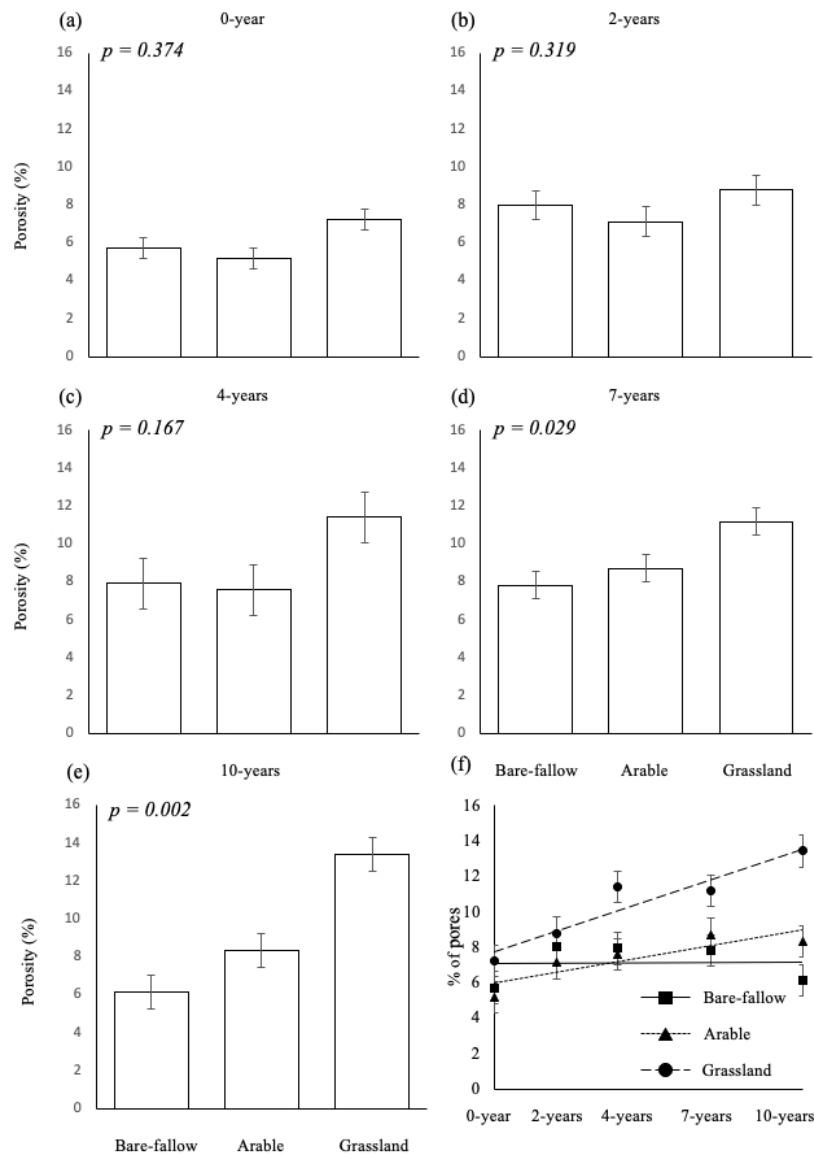 (a)
0-year
p = 0.374
16
14
12
10
8
6
4
2
0
Porosity (%)
(b)
2-years
p = 0.319
16
14
12
10
8
6
4
2
0
(c)
4-years
p = 0.167
16
14
12
10
8
6
4
2
0
Porosity (%)
(d)
7-years
p = 0.029
16
14
12
10
8
6
4
2
0
Bare-fallow Arable Grassland
(e)
10-years
p = 0.002
16
14
12
10
8
6
4
2
0
Porosity (%)
Bare-fallow Arable Grassland
(f)
16
14
12
10
8
6
4
2
0
% of pores
Bare-fallow
Arable
Grassland
0-year 2-years 4-years 7-years 10-years